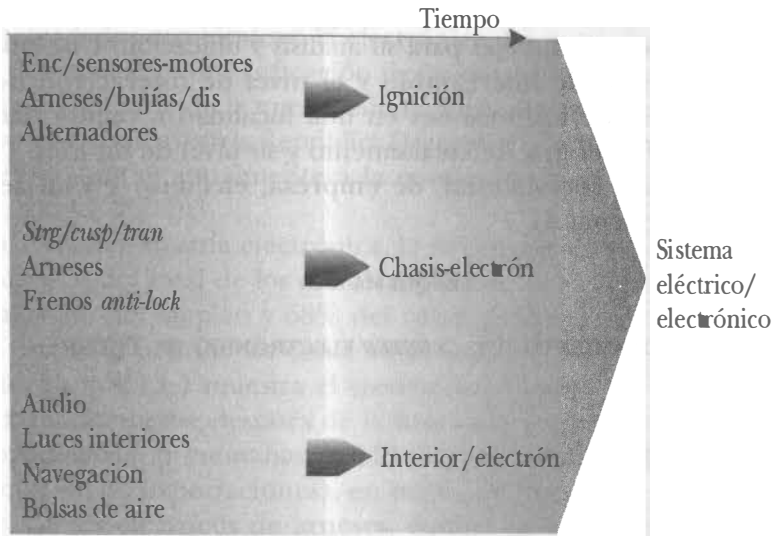 Tiempo
Enc/sensores-motores
Arneses/bujías/dis
Alternadores
Ignición
Strg/cusp/tran
Arneses
Frenos anti-lock
Chasis-electrón
Sistema
eléctrico/
electrónico
Audio
Luces interiores
Navegación
Bolsas de aire
Interior/electrón